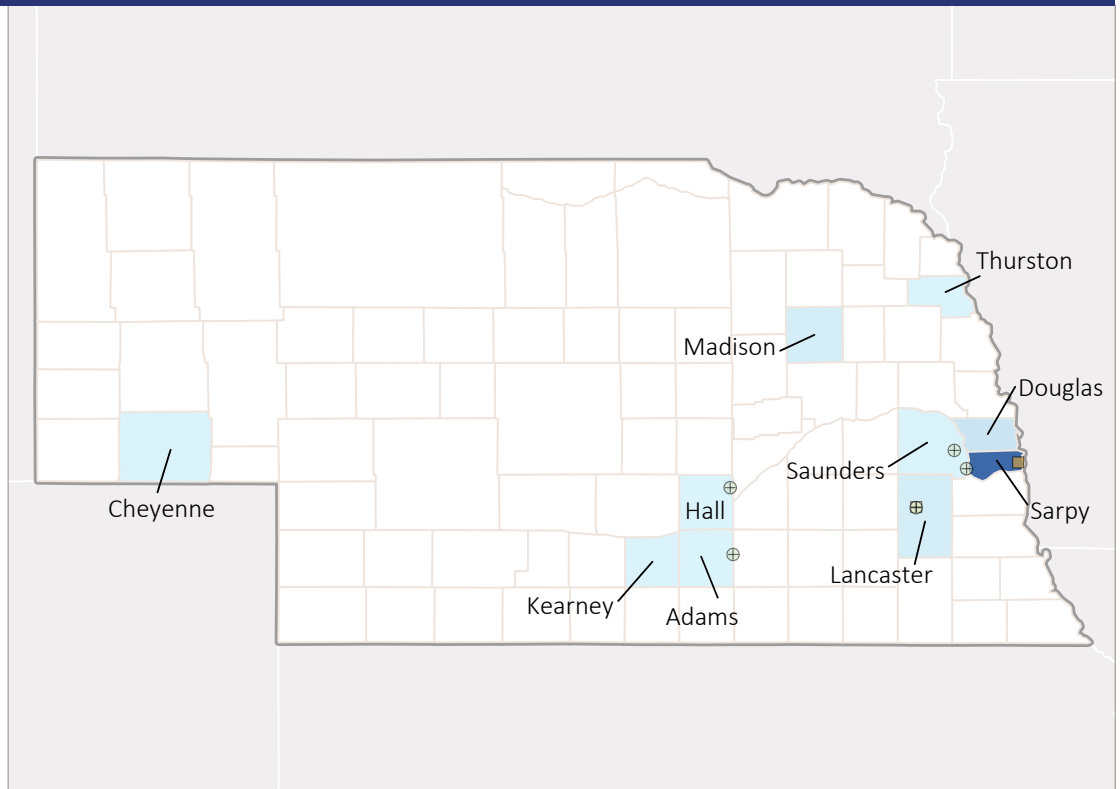 Thurston
Madison
Douglas
Saunders
Cheyenne
Hall
Sarpy
Lancaster
Kearney
Adams